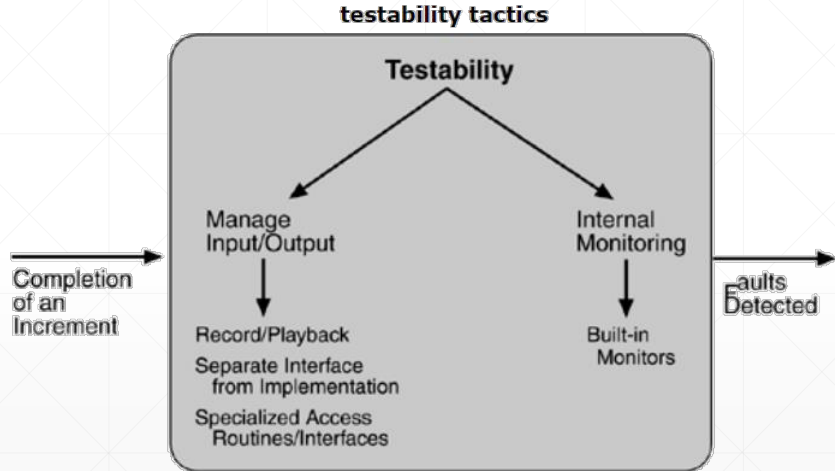 testability tactics
Testability
Manage
Input/Output
Internal
Monitoring
Completion
of an
Increment
Faults
Detected
Record/Playback
Separate Interface
from Implementation
Specialized Access
Routines/Interfaces
Built-in
Monitors